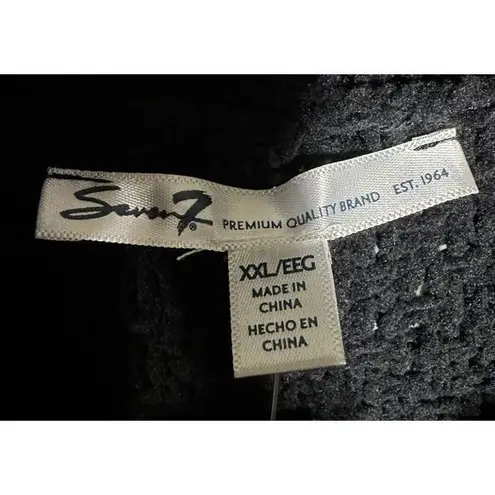 Seven7® PREMIUM QUALITY BRAND EST. 1964
XXL/EEG
MADE IN
CHINA
HECHO EN
CHINA